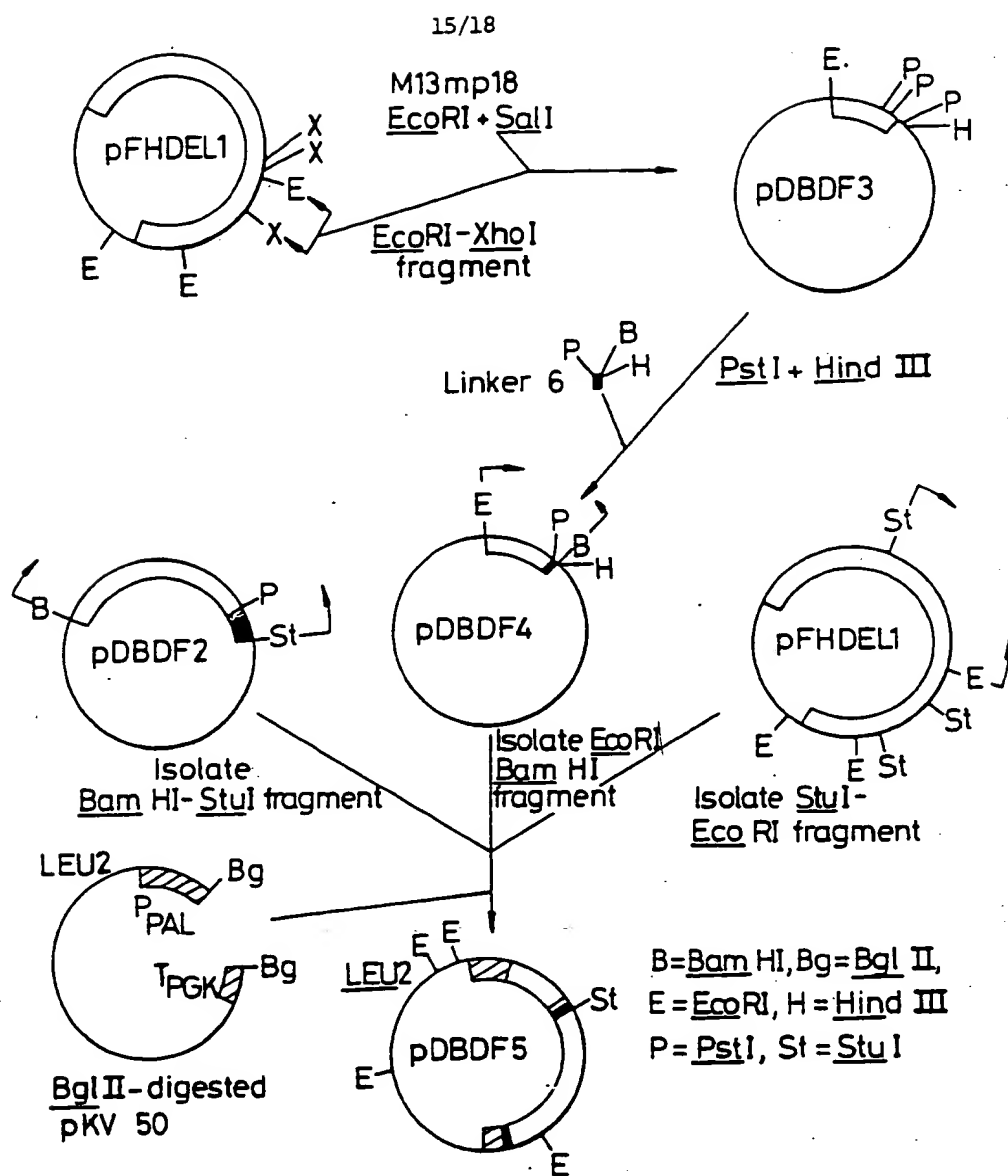 15/18
pFHDEL1
X
X
E
X
E
E
M13mp18
EcoRI + SalI
EcoRI-XhoI
fragment
E.
P
P
P
H
pDBDF3
Linker 6
P
B
H
PstI + Hind III
B
P
St
pDBDF2
E
P
B
H
pDBDF4
St
pFHDEL1
E
St
E
E
St
Isolate
Bam HI-StuI fragment
Isolate EcoRI
Bam HI
fragment
Isolate StuI-
Eco RI fragment
LEU2
Bg
PPAL
TPGK
Bg
BglII-digested
pKV 50
E
E
LEU2
St
pDBDF5
E
E
B=Bam HI, Bg=Bgl II,
E=EcoRI, H=Hind III
P=PstI, St=StuI